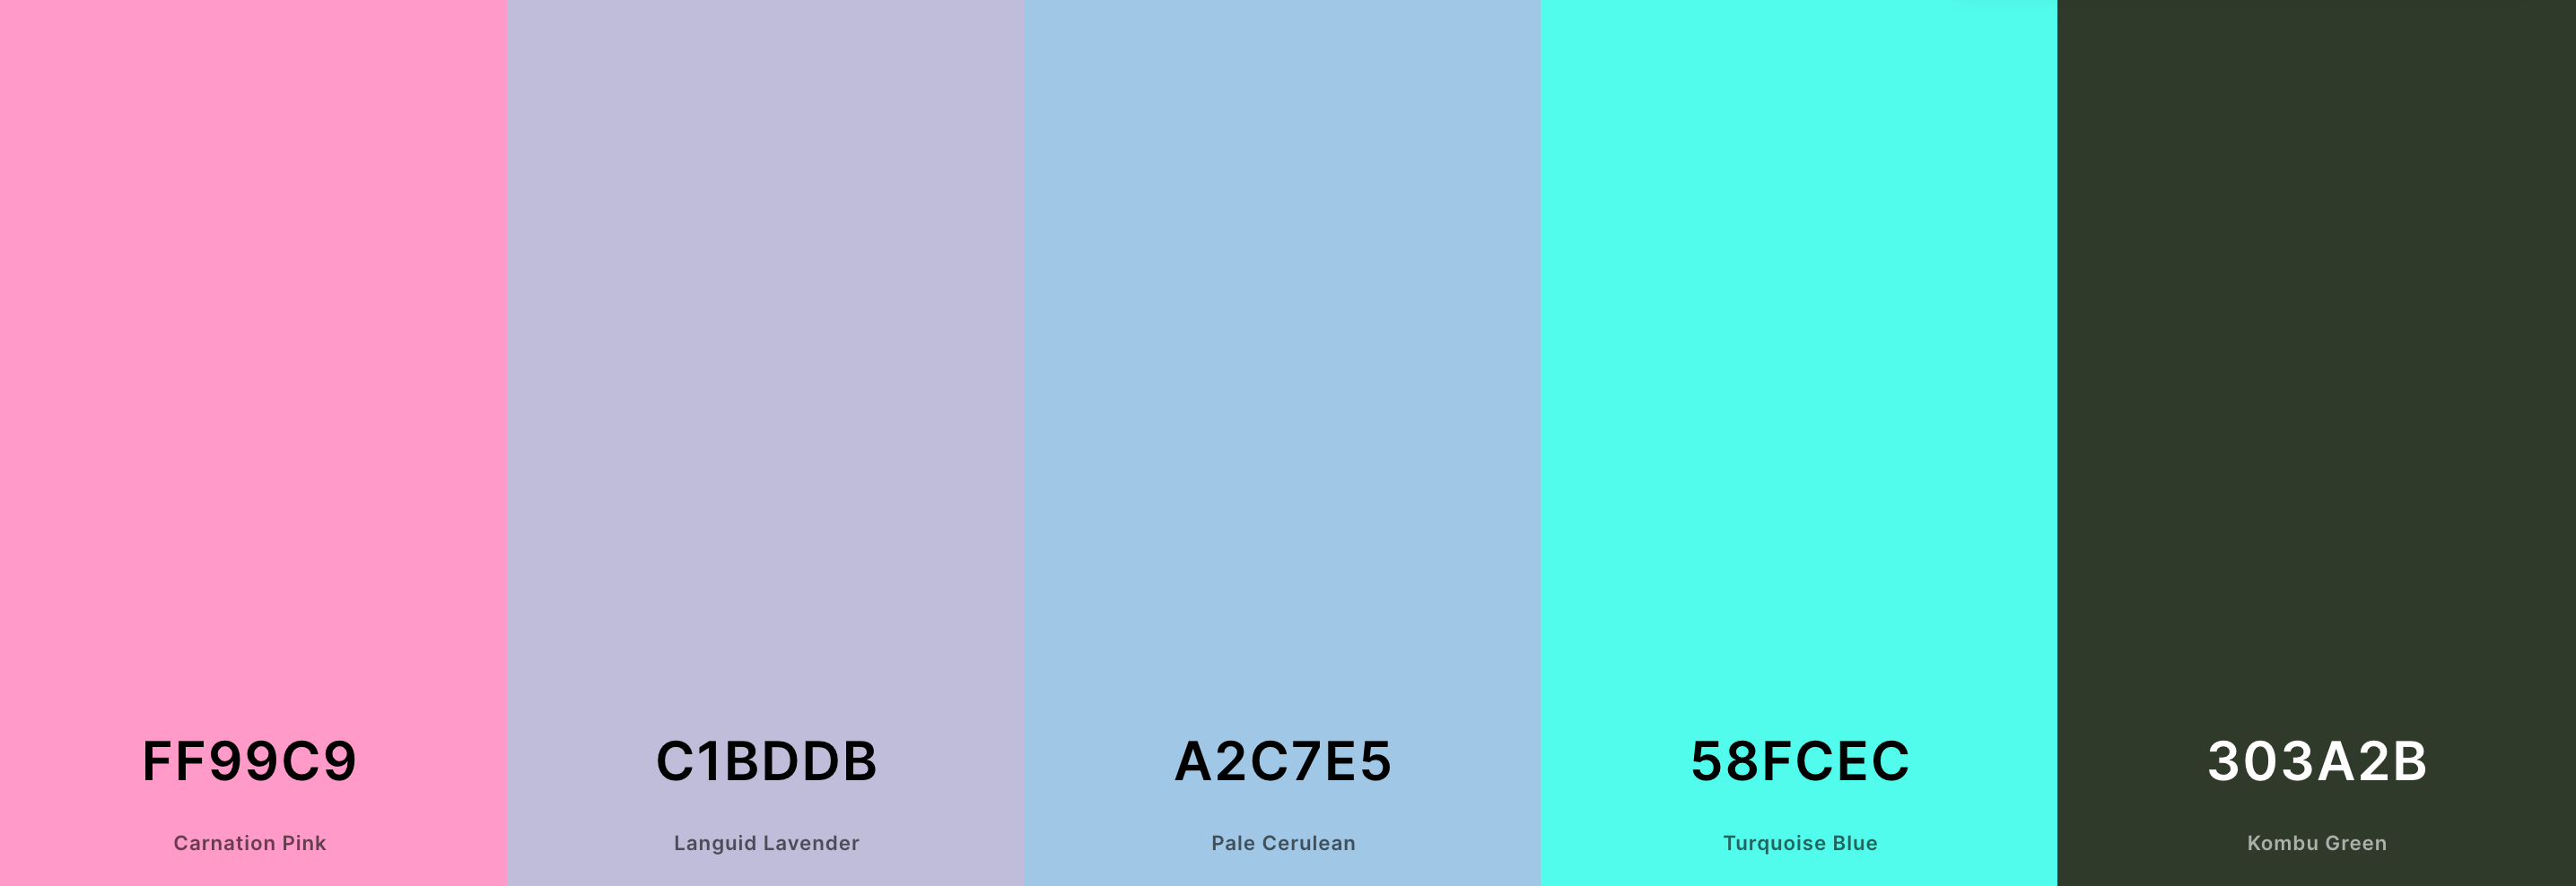 FF99C9
Carnation Pink
C1BDDB
Languid Lavender
A2C7E5
Pale Cerulean
58FCEC
Turquoise Blue
303A2B
Kombu Green